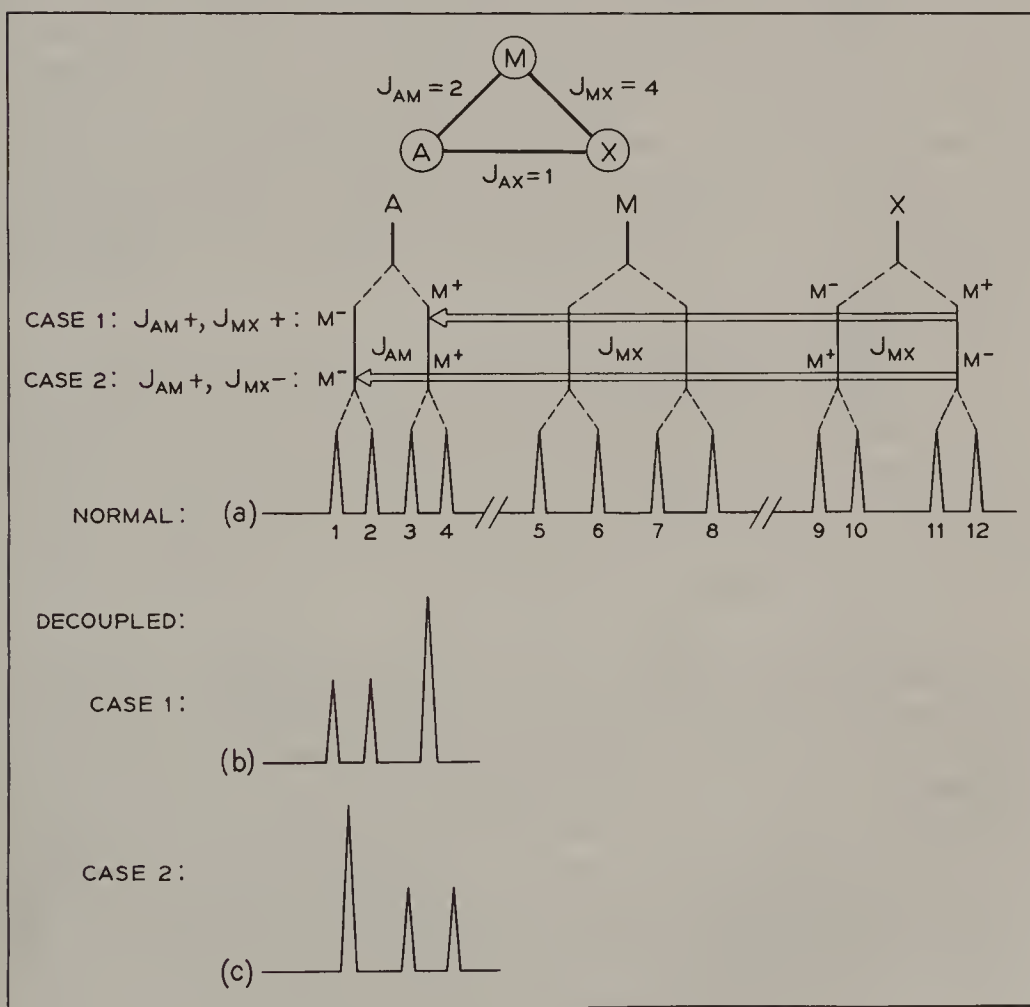 M
J_AM = 2 J_MX = 4
A X
J_AX = 1
A M X
M⁺ M⁻ M⁺
CASE 1: J_AM+, J_MX+: M⁻
J_AM J_MX J_MX
M⁺ M⁺ M⁻
CASE 2: J_AM+, J_MX-: M⁻
NORMAL: (a)
1 2 3 4 5 6 7 8 9 10 11 12
DECOUPLED:
CASE 1:
(b)
CASE 2:
(c)